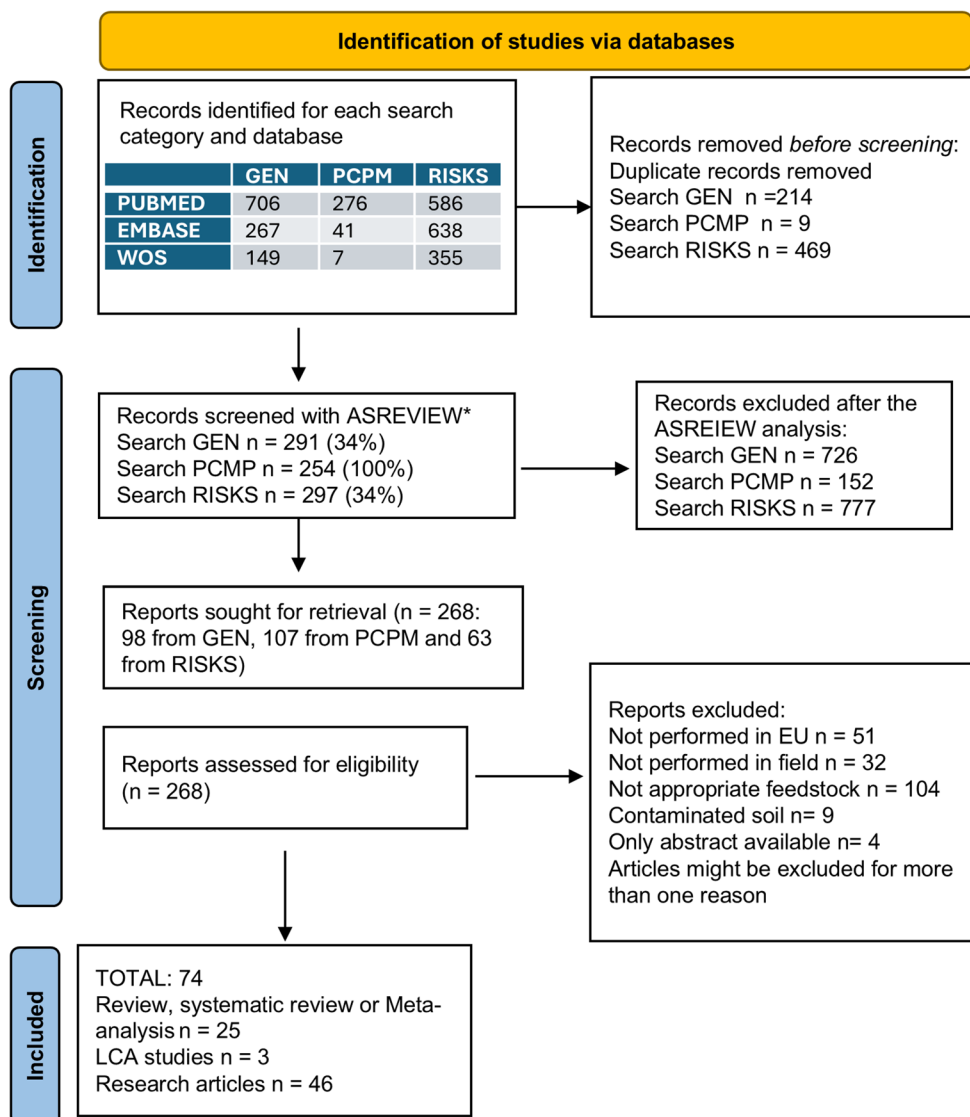 Identification of studies via databases
Identification
Records identified for each search
category and database
GEN PCPM RISKS
PUBMED 706 276 586
EMBASE 267 41 638
WOS 149 7 355
Records removed before screening:
Duplicate records removed
Search GEN n =214
Search PCMP n = 9
Search RISKS n = 469
Screening
Records screened with ASREVIEW*
Search GEN n = 291 (34%)
Search PCMP n = 254 (100%)
Search RISKS n = 297 (34%)
Records excluded after the
ASREIEW analysis:
Search GEN n = 726
Search PCMP n = 152
Search RISKS n = 777
Reports sought for retrieval (n = 268:
98 from GEN, 107 from PCPM and 63
from RISKS)
Reports assessed for eligibility
(n = 268)
Reports excluded:
Not performed in EU n = 51
Not performed in field n = 32
Not appropriate feedstock n = 104
Contaminated soil n= 9
Only abstract available n= 4
Articles might be excluded for more
than one reason
Included
TOTAL: 74
Review, systematic review or Meta-
analysis n = 25
LCA studies n = 3
Research articles n = 46